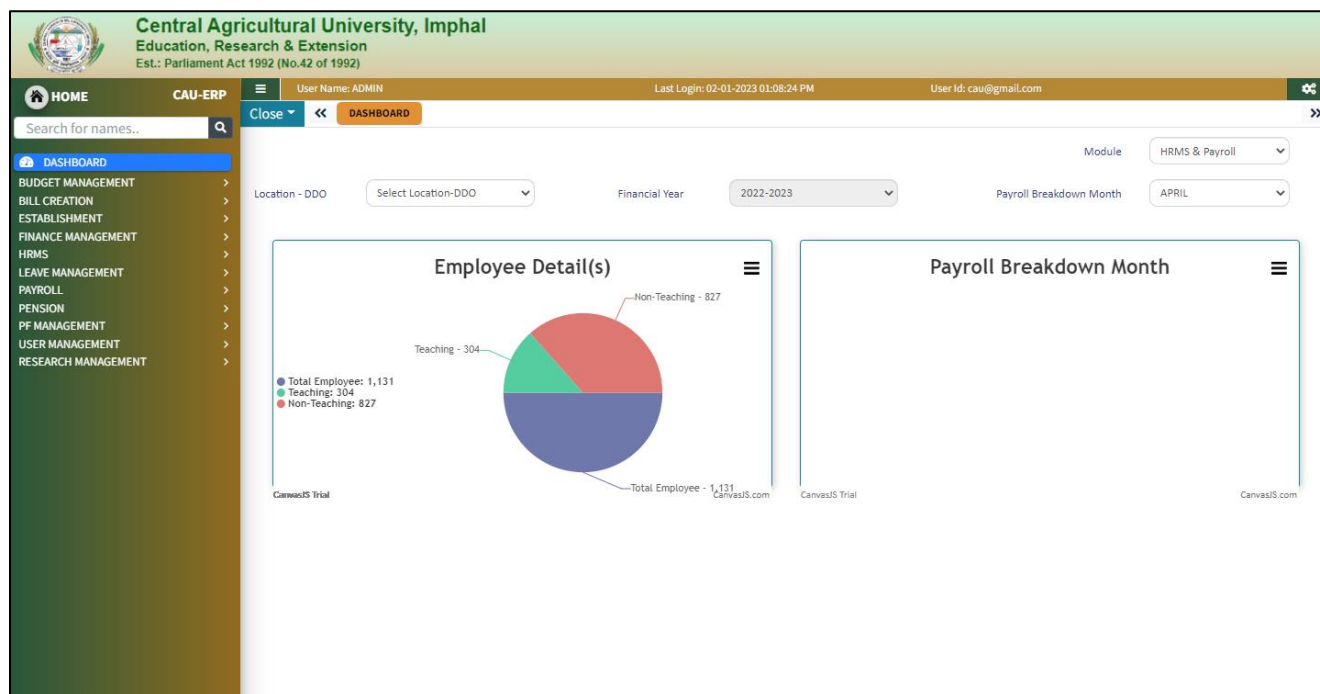 Central Agricultural University, Imphal
Education, Research & Extension
Est.: Parliament Act 1992 (No.42 of 1992)
HOME CAU-ERP
User Name: ADMIN Last Login: 02-01-2023 01:08:24 PM User Id: cau@gmail.com
Close DASHBOARD
Search for names..
DASHBOARD
BUDGET MANAGEMENT
BILL CREATION
ESTABLISHMENT
FINANCE MANAGEMENT
HRMS
LEAVE MANAGEMENT
PAYROLL
PENSION
PF MANAGEMENT
USER MANAGEMENT
RESEARCH MANAGEMENT
Module HRMS & Payroll
Location - DDO Select Location-DDO Financial Year 2022-2023 Payroll Breakdown Month APRIL
Employee Detail(s)
Non-Teaching - 827
Teaching - 304
Total Employee: 1,131
Teaching: 304
Non-Teaching: 827
Total Employee - 1,131
CanvasJS Trial CanvasJS.com
Payroll Breakdown Month
CanvasJS Trial CanvasJS.com